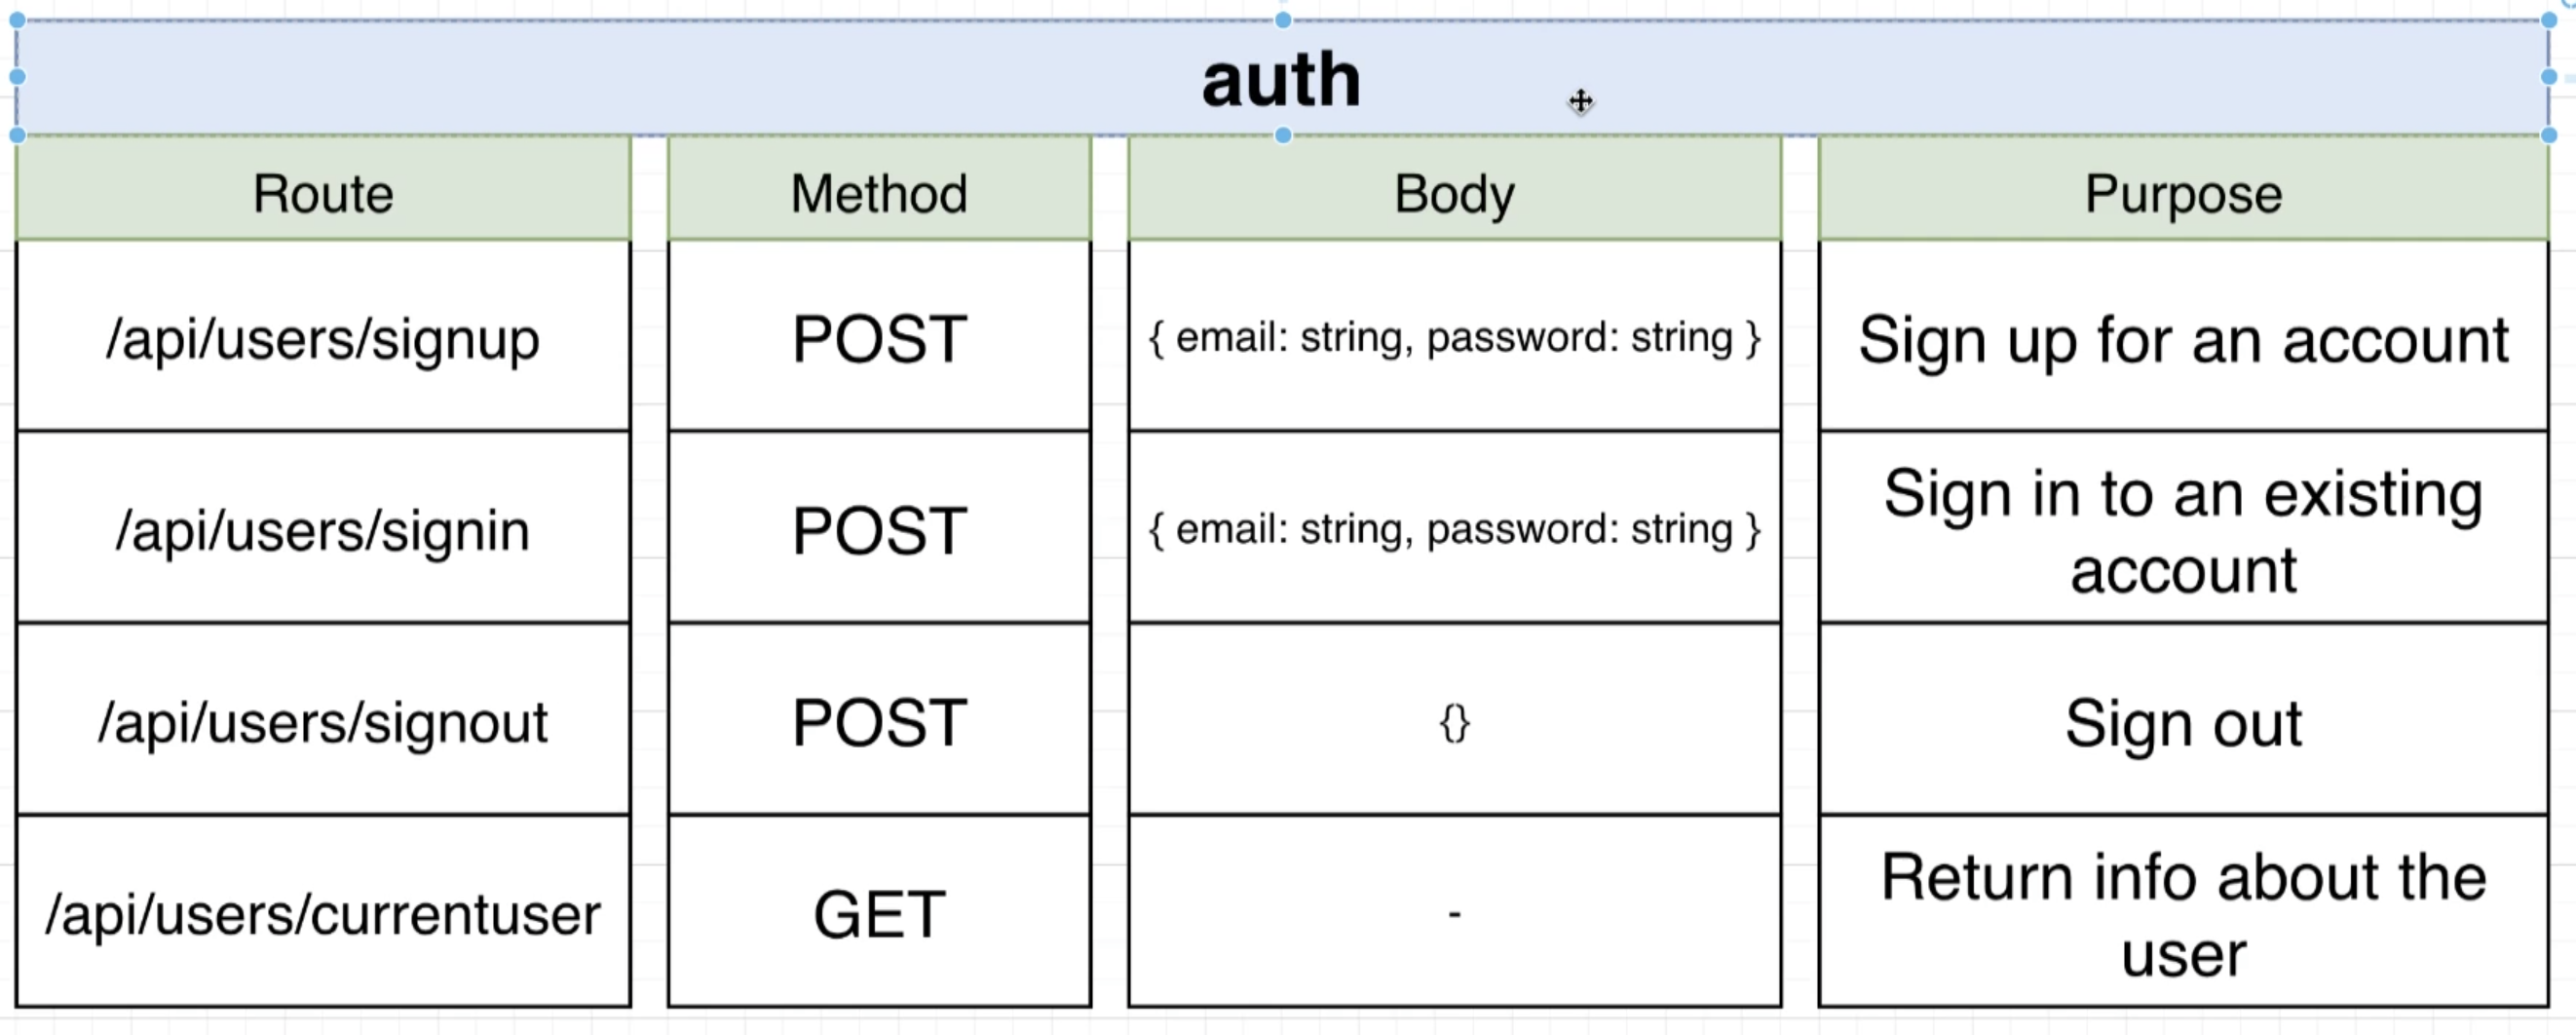 auth
Route Method Body Purpose
/api/users/signup POST { email: string, password: string } Sign up for an account
/api/users/signin POST { email: string, password: string } Sign in to an existing
account
/api/users/signout POST {} Sign out
/api/users/currentuser GET - Return info about the
user